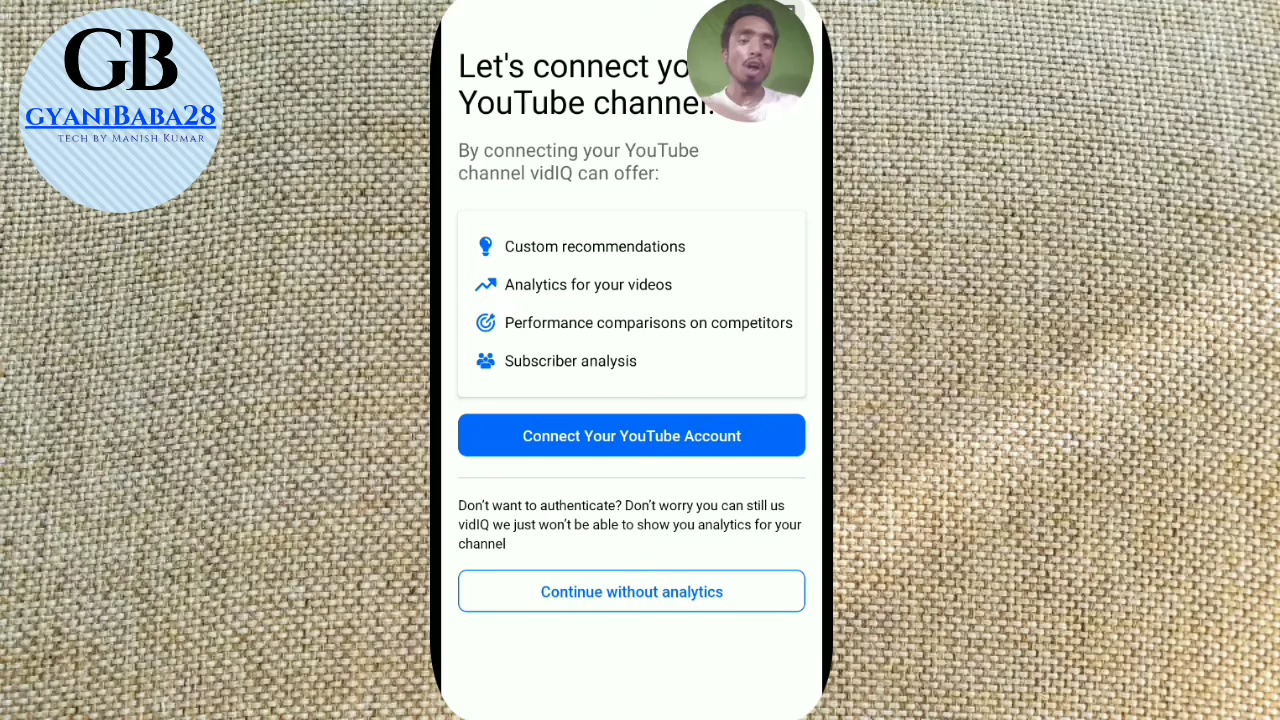 GB
GYANIBABA28
TECH BY MANISH KUMAR
Let's connect yo
YouTube channel.
By connecting your YouTube
channel vidIQ can offer:
Custom recommendations
Analytics for your videos
Performance comparisons on competitors
Subscriber analysis
Connect Your YouTube Account
Don’t want to authenticate? Don’t worry you can still us
vidIQ we just won’t be able to show you analytics for your
channel
Continue without analytics